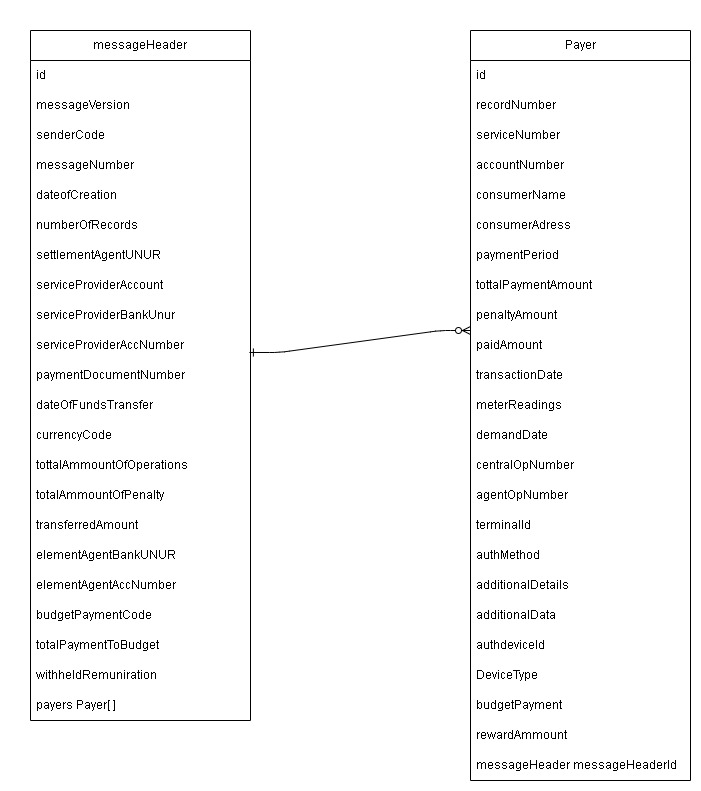 messageHeader
id
messageVersion
senderCode
messageNumber
dateofCreation
numberOfRecords
settlementAgentUNUR
serviceProviderAccount
serviceProviderBankUnur
serviceProviderAccNumber
paymentDocumentNumber
dateOfFundsTransfer
currencyCode
tottalAmmountOfOperations
totalAmmountOfPenalty
transferredAmount
elementAgentBankUNUR
elementAgentAccNumber
budgetPaymentCode
totalPaymentToBudget
withheldRemuniration
payers Payer[]
Payer
id
recordNumber
serviceNumber
accountNumber
consumerName
consumerAdress
paymentPeriod
tottalPaymentAmount
penaltyAmount
paidAmount
transactionDate
meterReadings
demandDate
centralOpNumber
agentOpNumber
terminalId
authMethod
additionalDetails
additionalData
authdeviceId
DeviceType
budgetPayment
rewardAmmount
messageHeader messageHeaderId